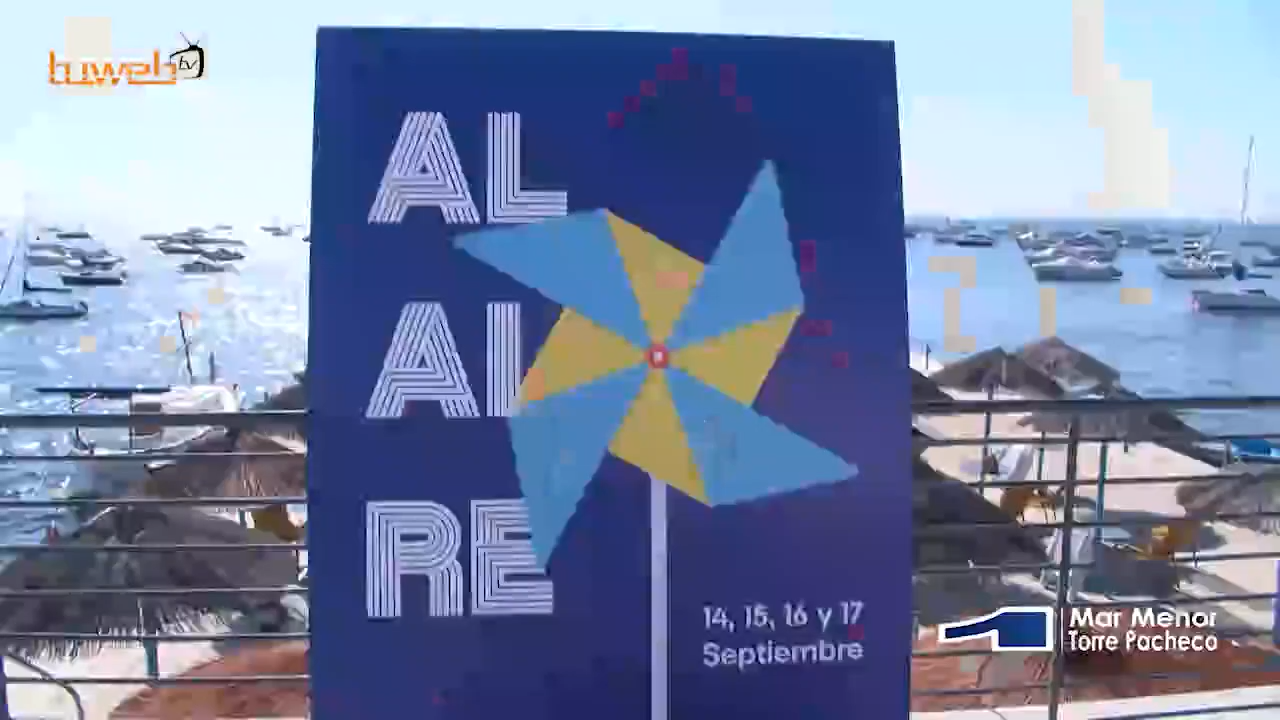 tuweb tv
AL
AI
RE
14, 15, 16 y 17
Septiembre
Mar Menor
Torre Pacheco